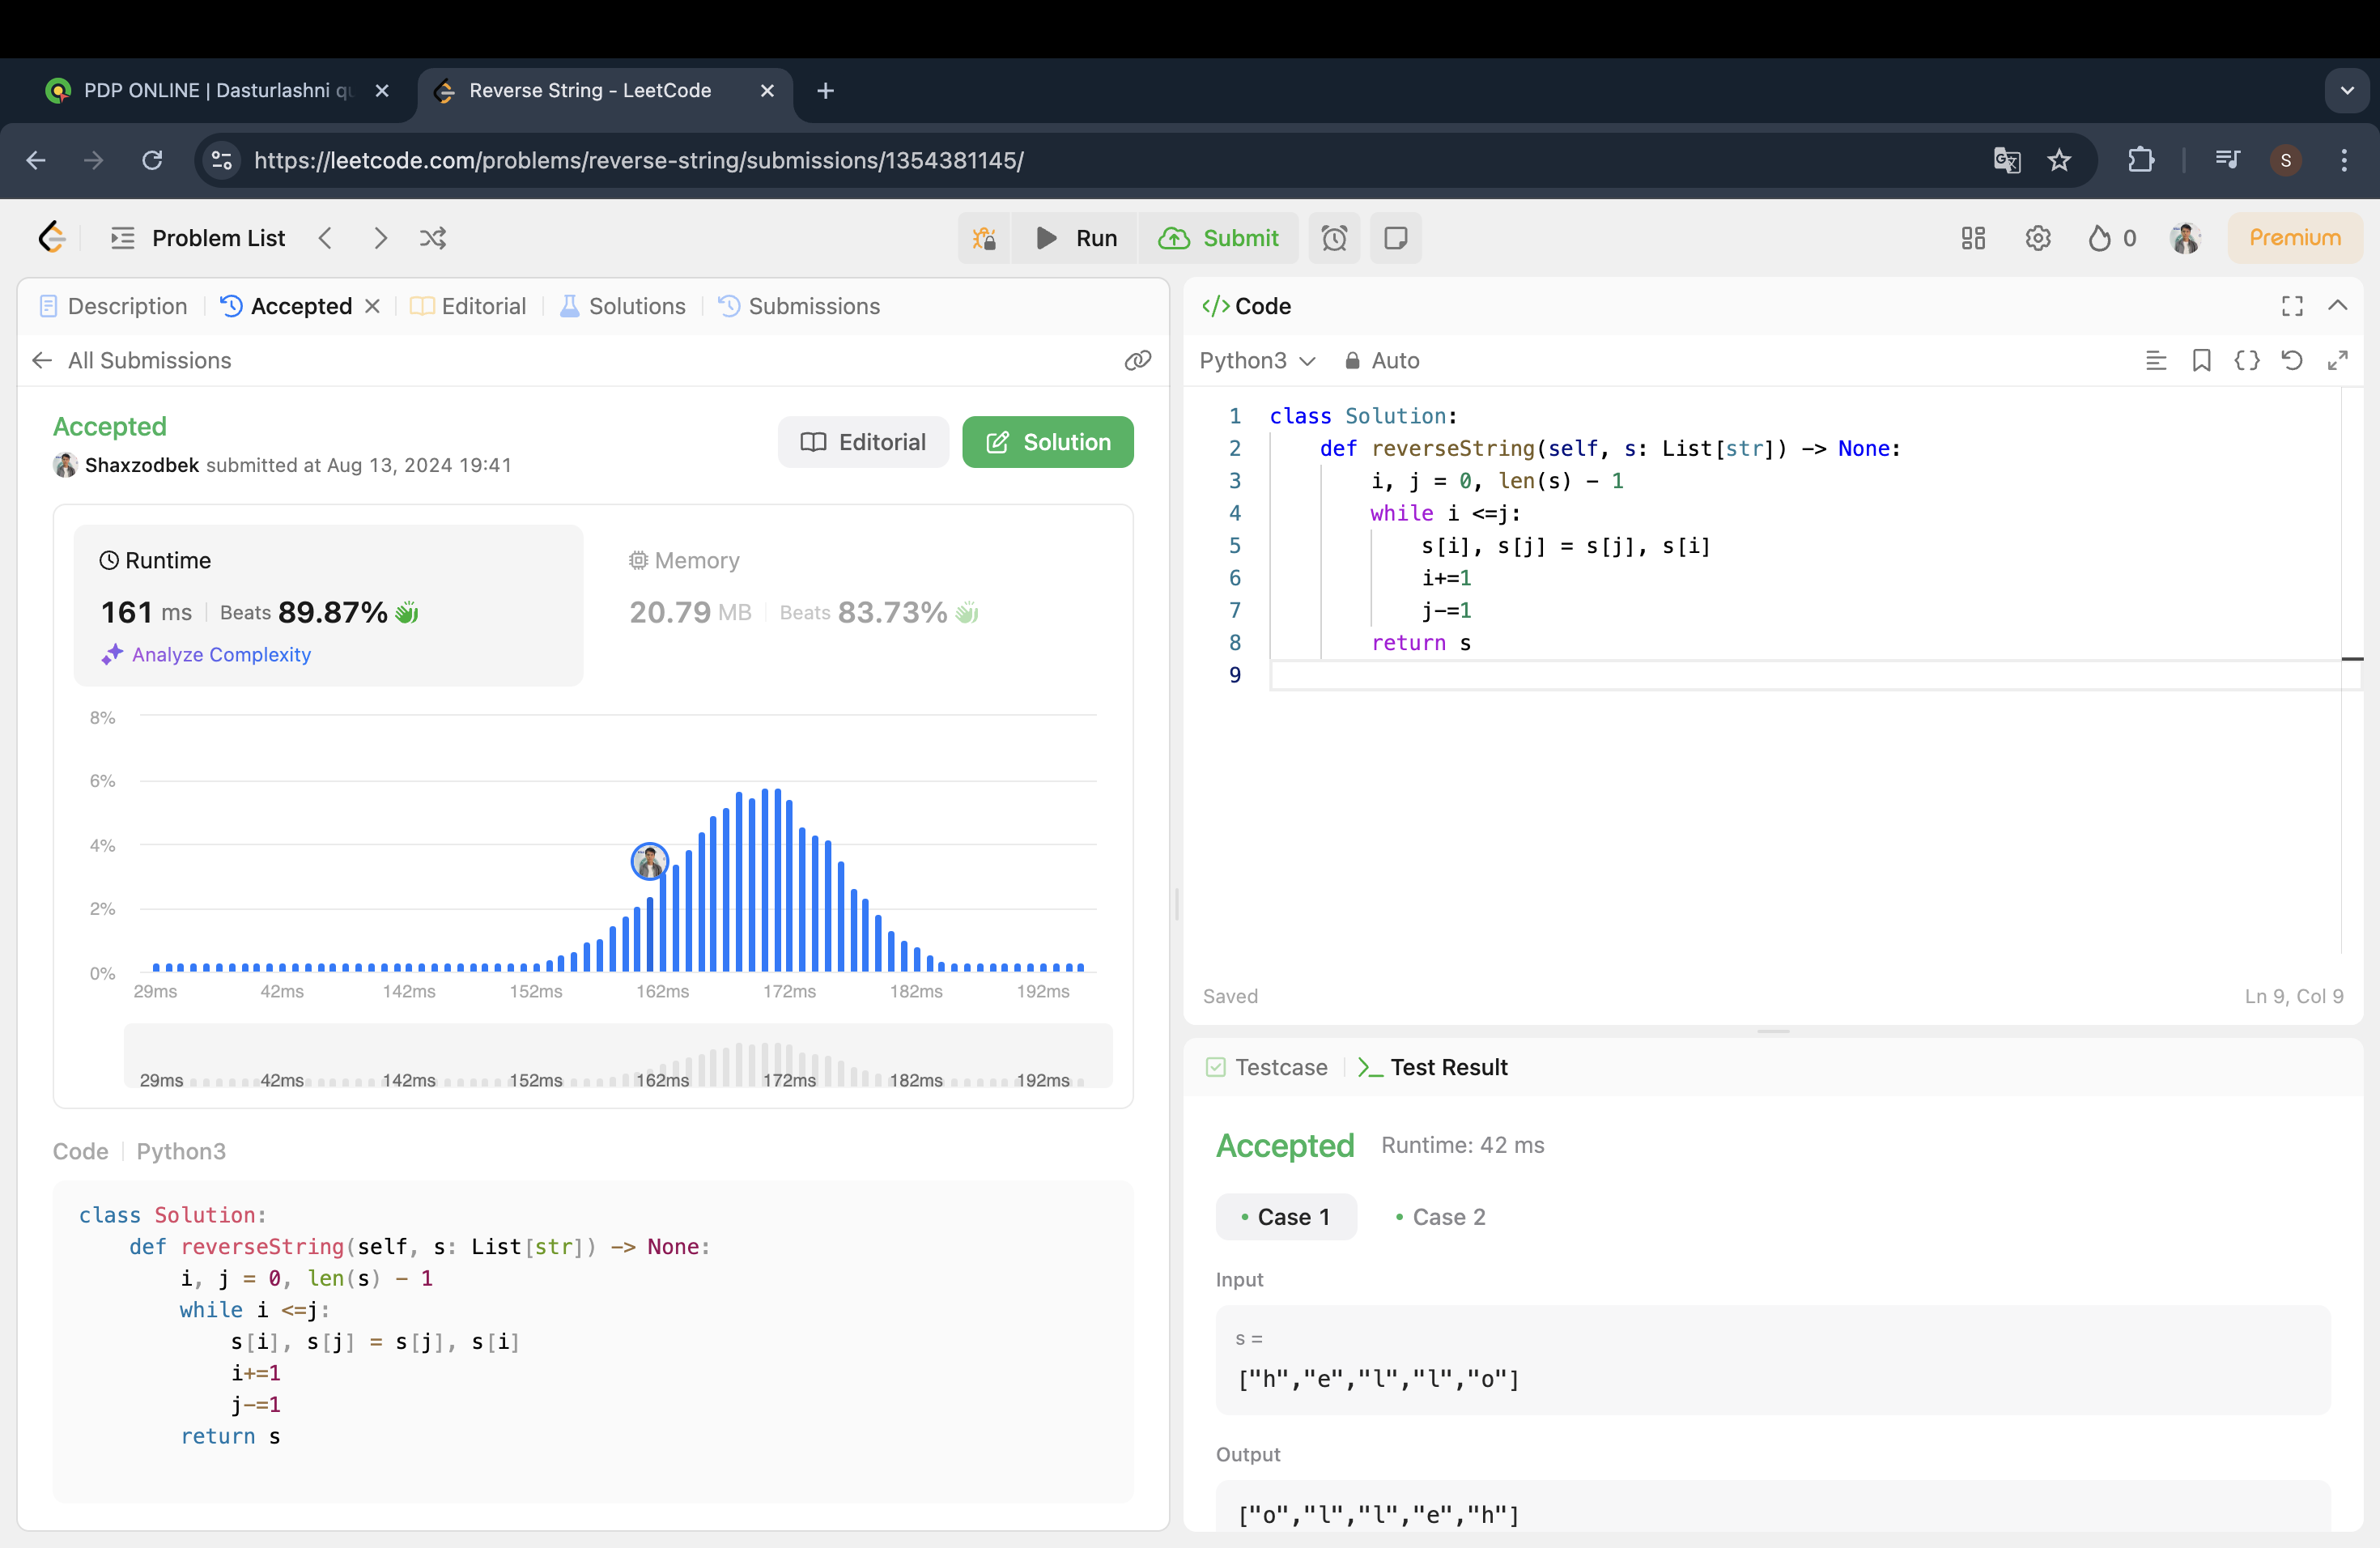 PDP ONLINE | Dasturlashni qu
Reverse String - LeetCode
https://leetcode.com/problems/reverse-string/submissions/1354381145/
S
Problem List
Run
Submit
0
Premium
Description
Accepted
Editorial
Solutions
Submissions
All Submissions
Accepted
Shaxzodbek submitted at Aug 13, 2024 19:41
Editorial
Solution
Runtime
161 ms
Beats 89.87%
Analyze Complexity
Memory
20.79 MB
Beats 83.73%
8%
6%
4%
2%
0%
29ms 42ms 142ms 152ms 162ms 172ms 182ms 192ms
29ms 42ms 142ms 152ms 162ms 172ms 182ms 192ms
Code
Python3
class Solution:
    def reverseString(self, s: List[str]) -> None:
        i, j = 0, len(s) - 1
        while i <=j:
            s[i], s[j] = s[j], s[i]
            i+=1
            j-=1
        return s
</> Code
Python3
Auto
1 class Solution:
2     def reverseString(self, s: List[str]) -> None:
3         i, j = 0, len(s) - 1
4         while i <=j:
5             s[i], s[j] = s[j], s[i]
6             i+=1
7             j-=1
8         return s
9
Saved
Ln 9, Col 9
Testcase
Test Result
Accepted
Runtime: 42 ms
• Case 1
• Case 2
Input
s =
["h","e","l","l","o"]
Output
["o","l","l","e","h"]